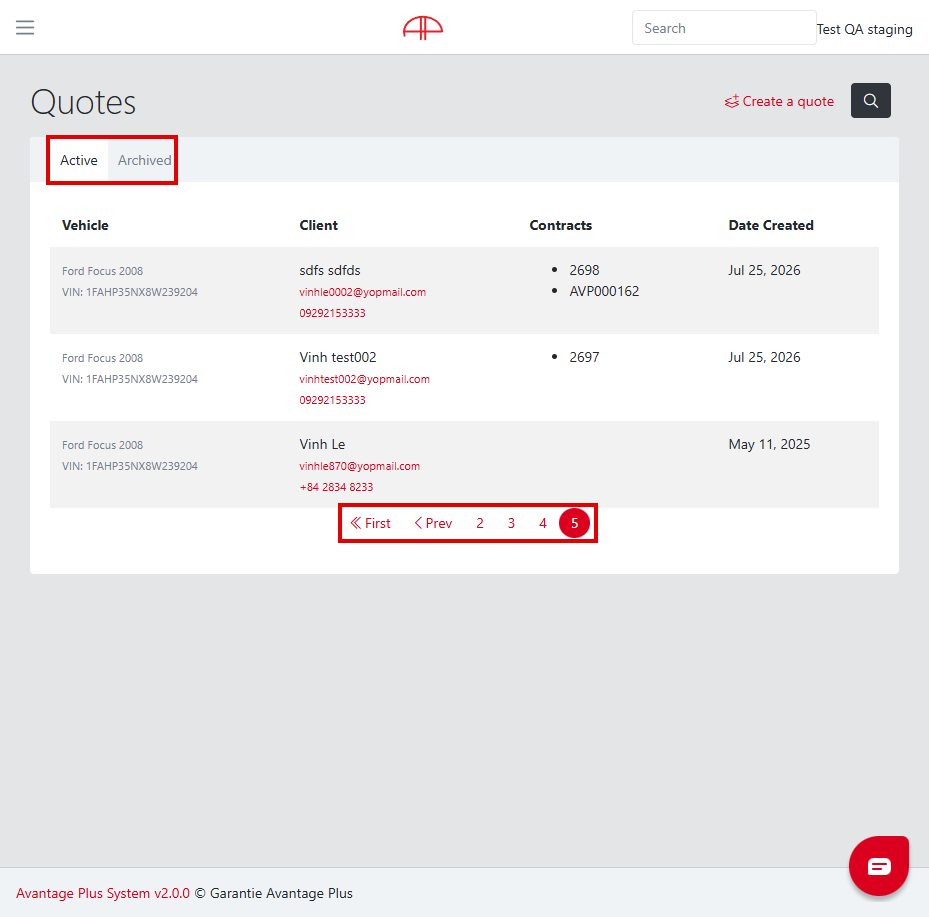 Search
Test QA staging
Quotes
Create a quote
Active Archived
Vehicle Client Contracts Date Created
Ford Focus 2008
VIN: 1FAHP35NX8W239204
sdfs sdfds
vinhle0002@yopmail.com
09292153333
• 2698
• AVP000162
Jul 25, 2026
Ford Focus 2008
VIN: 1FAHP35NX8W239204
Vinh test002
vinhtest002@yopmail.com
09292153333
• 2697
Jul 25, 2026
Ford Focus 2008
VIN: 1FAHP35NX8W239204
Vinh Le
vinhle870@yopmail.com
+84 2834 8233
May 11, 2025
First Prev 2 3 4 5
Avantage Plus System v2.0.0 © Garantie Avantage Plus